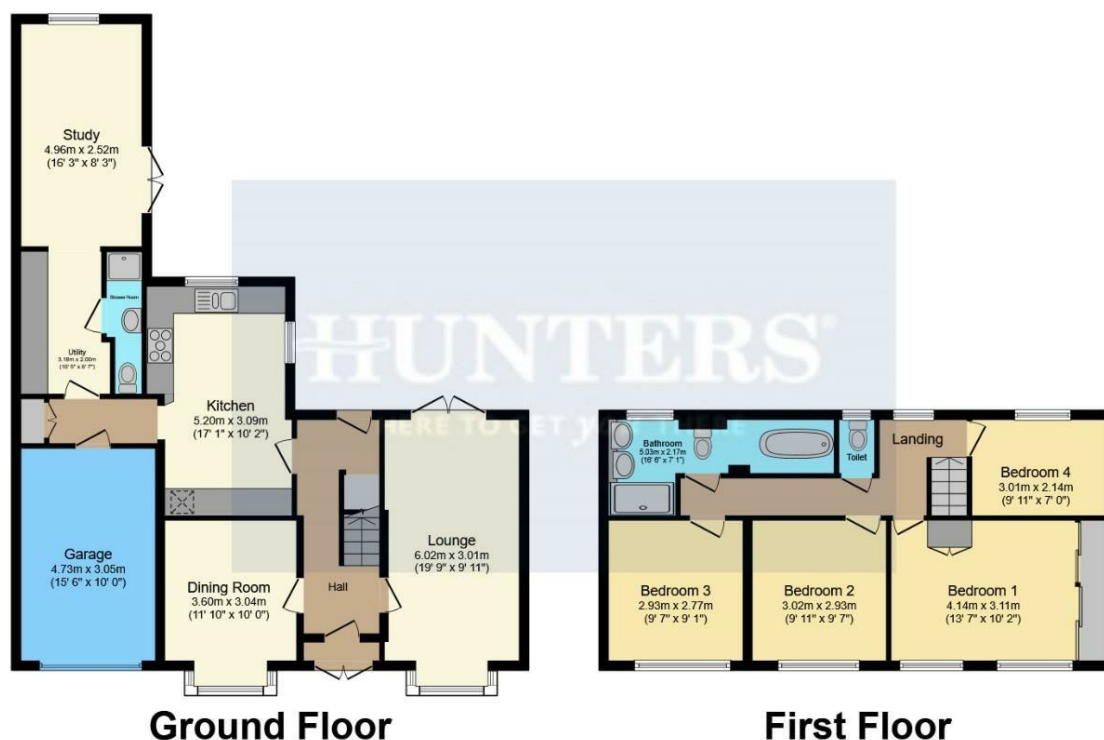 Study
4.96m x 2.52m
(16' 3" x 8' 3")
Shower Room
Utility
3.18m x 2.00m
(10' 5" x 6' 7")
Kitchen
5.20m x 3.09m
(17' 1" x 10' 2")
Garage
4.73m x 3.05m
(15' 6" x 10' 0")
Dining Room
3.60m x 3.04m
(11' 10" x 10' 0")
Hall
Lounge
6.02m x 3.01m
(19' 9" x 9' 11")
HUNTERS®
HERE TO GET you THERE
Ground Floor
Bathroom
5.03m x 2.17m
(16' 6" x 7' 1")
Toilet
Landing
Bedroom 4
3.01m x 2.14m
(9' 11" x 7' 0")
Bedroom 3
2.93m x 2.77m
(9' 7" x 9' 1")
Bedroom 2
3.02m x 2.93m
(9' 11" x 9' 7")
Bedroom 1
4.14m x 3.11m
(13' 7" x 10' 2")
First Floor